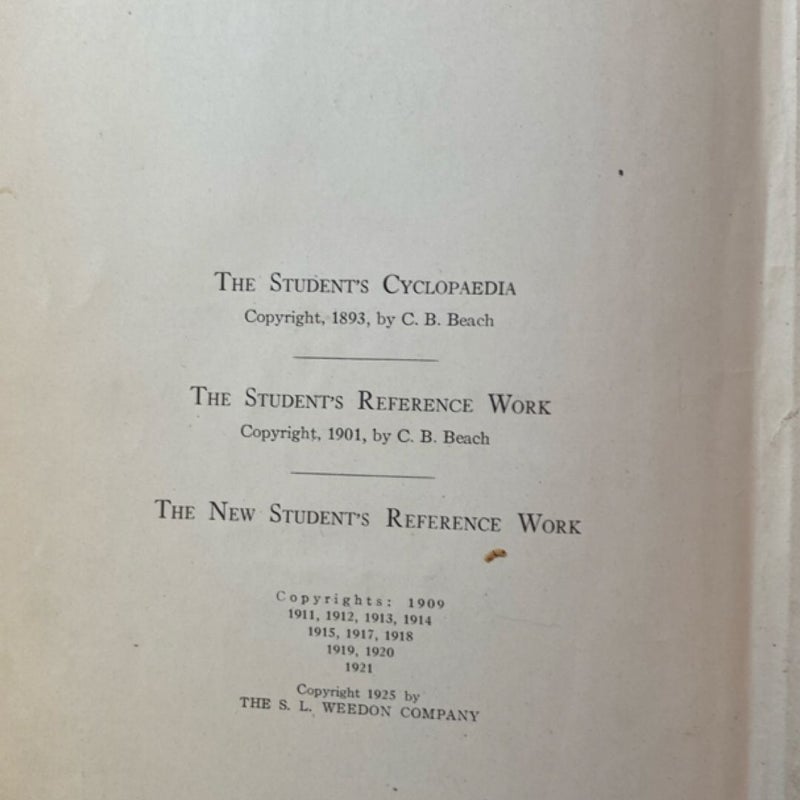 The Student's Cyclopaedia
Copyright, 1893, by C. B. Beach
The Student's Reference Work
Copyright, 1901, by C. B. Beach
The New Student's Reference Work
Copyrights: 1909
1911, 1912, 1913, 1914
1915, 1917, 1918
1919, 1920
1921
Copyright 1925 by
THE S. L. WEEDON COMPANY